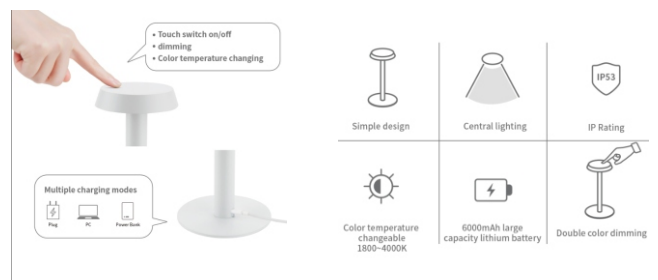 • Touch switch on/off
• dimming
• Color temperature changing
Multiple charging modes
Plug
PC
Power Bank
IP53
Simple design
Central lighting
IP Rating
Color temperature
changeable
1800~4000K
6000mAh large
capacity lithium battery
Double color dimming